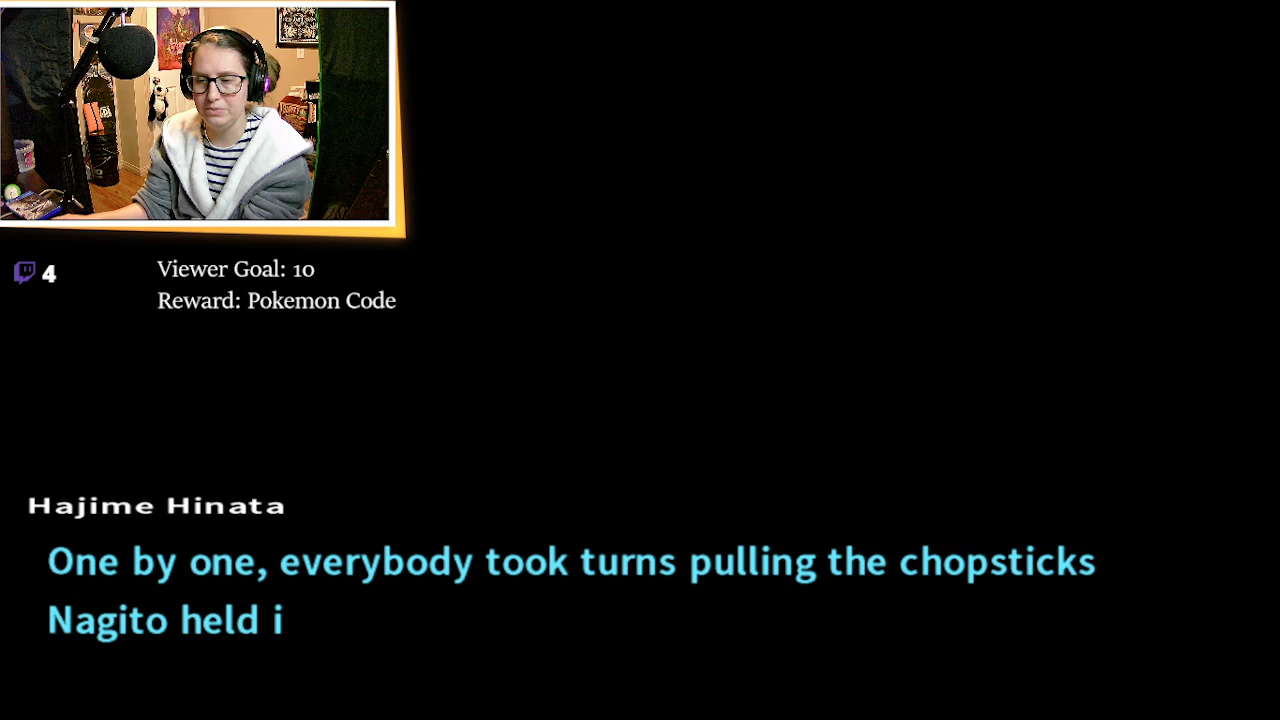 4
Viewer Goal: 10
Reward: Pokemon Code
Hajime Hinata
One by one, everybody took turns pulling the chopsticks
Nagito held i